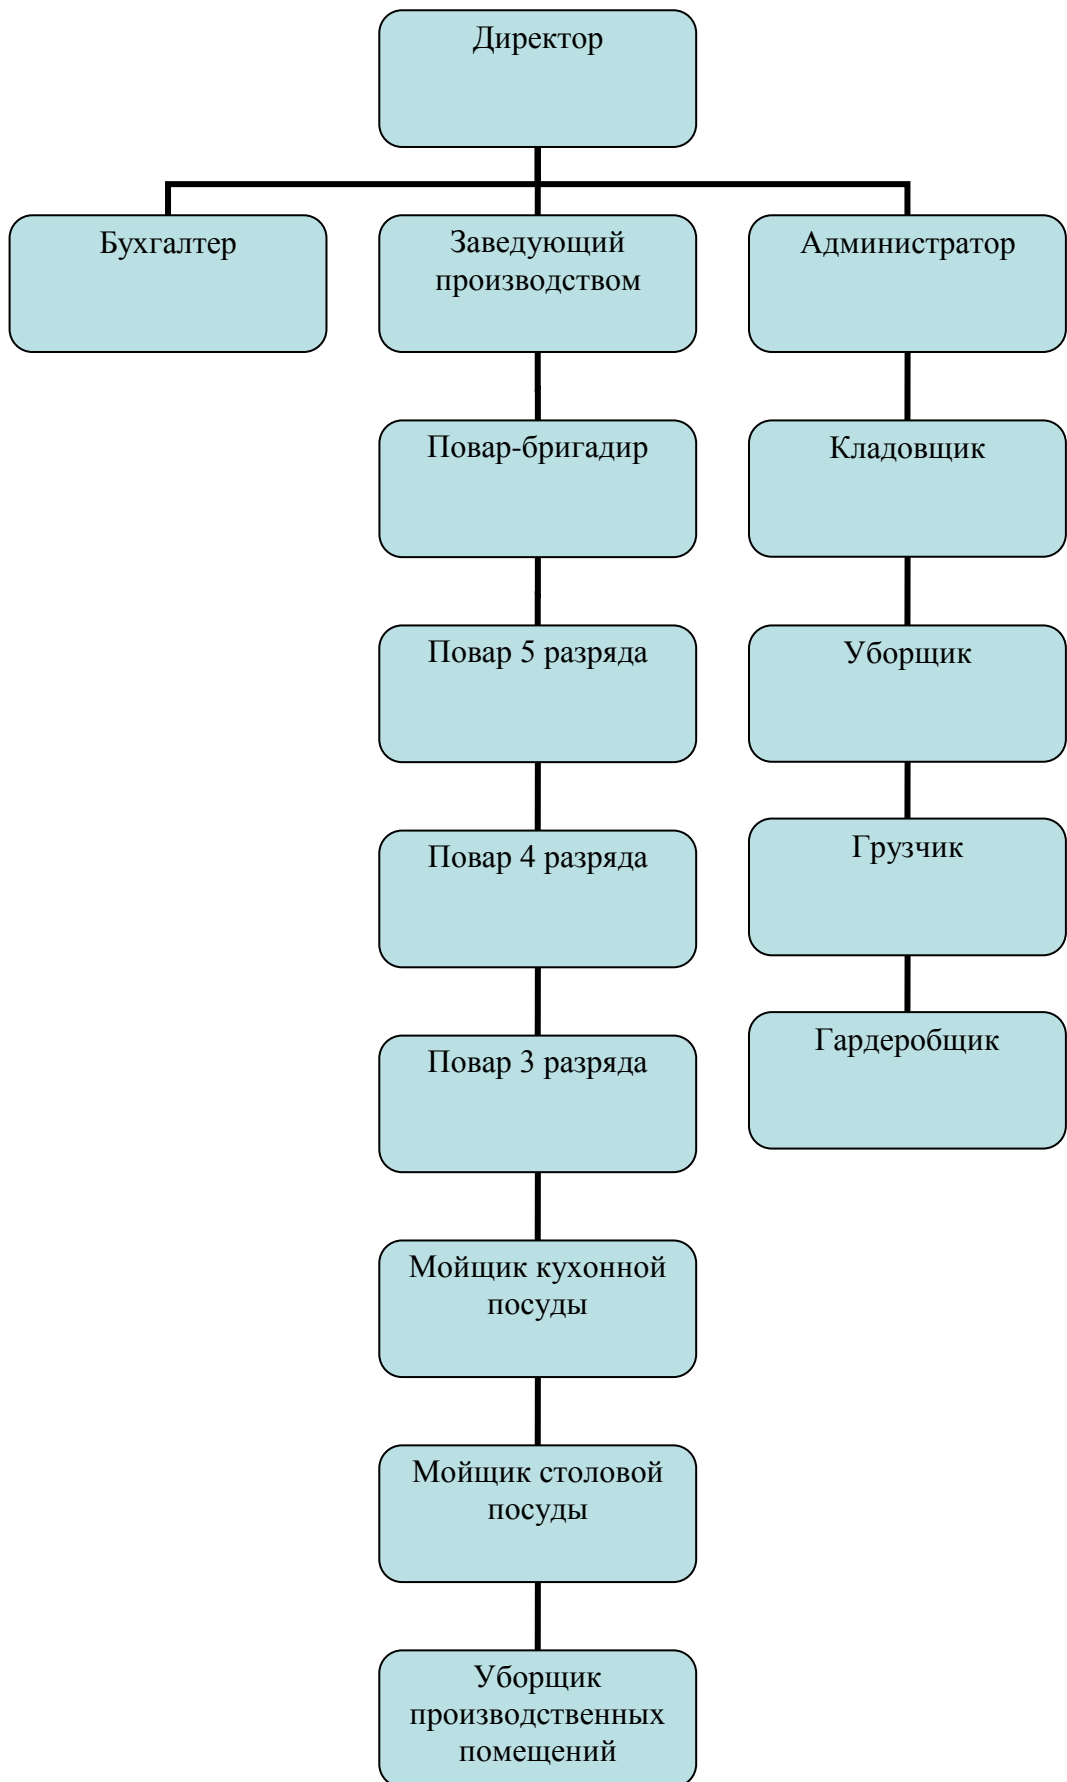 Директор
Бухгалтер
Заведующий
производством
Администратор
Повар-бригадир
Кладовщик
Повар 5 разряда
Уборщик
Повар 4 разряда
Грузчик
Повар 3 разряда
Гардеробщик
Мойщик кухонной
посуды
Мойщик столовой
посуды
Уборщик
производственных
помещений